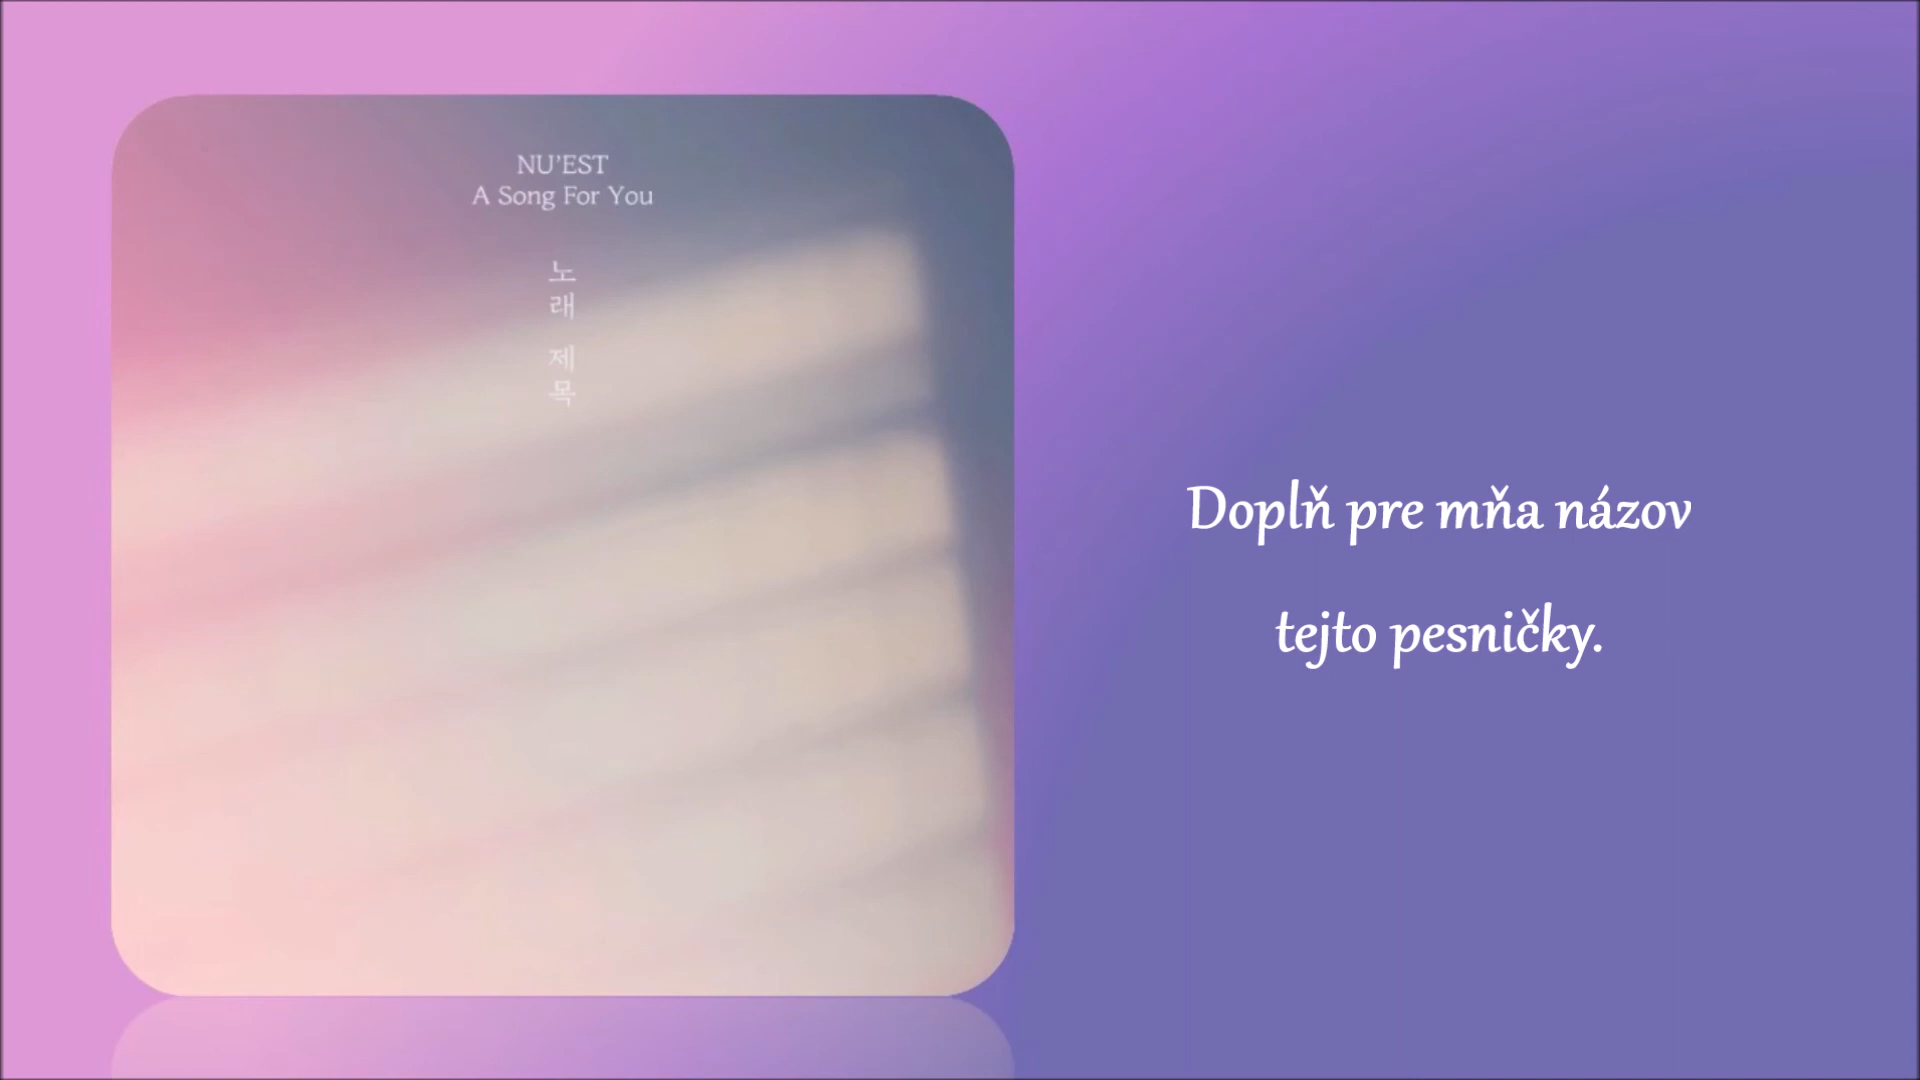 NU'EST
A Song For You
노래 제목
Doplň pre mňa názov
tejto pesničky.